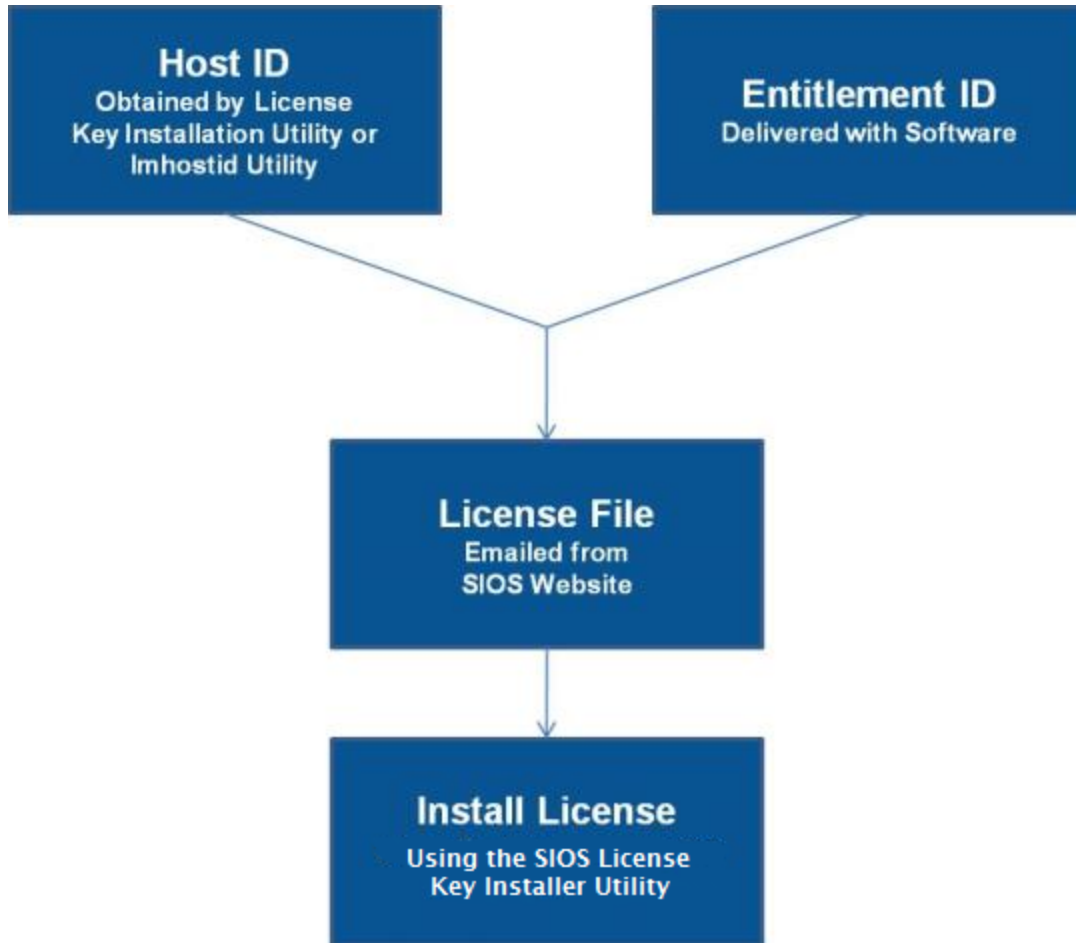 Host ID
Obtained by License
Key Installation Utility or
lmhostid Utility
Entitlement ID
Delivered with Software
License File
Emailed from
SIOS Website
Install License
Using the SIOS License
Key Installer Utility